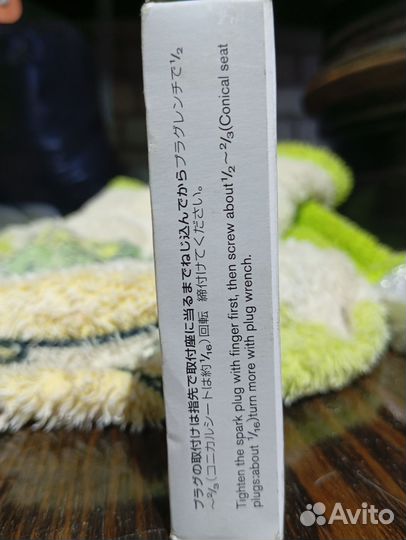 プラグの取付けは指先で取付座に当るまでねじ込んでからプラグレンチで1/2
～2/3(コニカルシートは約1/16)回転 締付けてください。
Tighten the spark plug with finger first, then screw about 1/2～2/3(Conical seat
plugs:about 1/16)turn more with plug wrench.
Avito